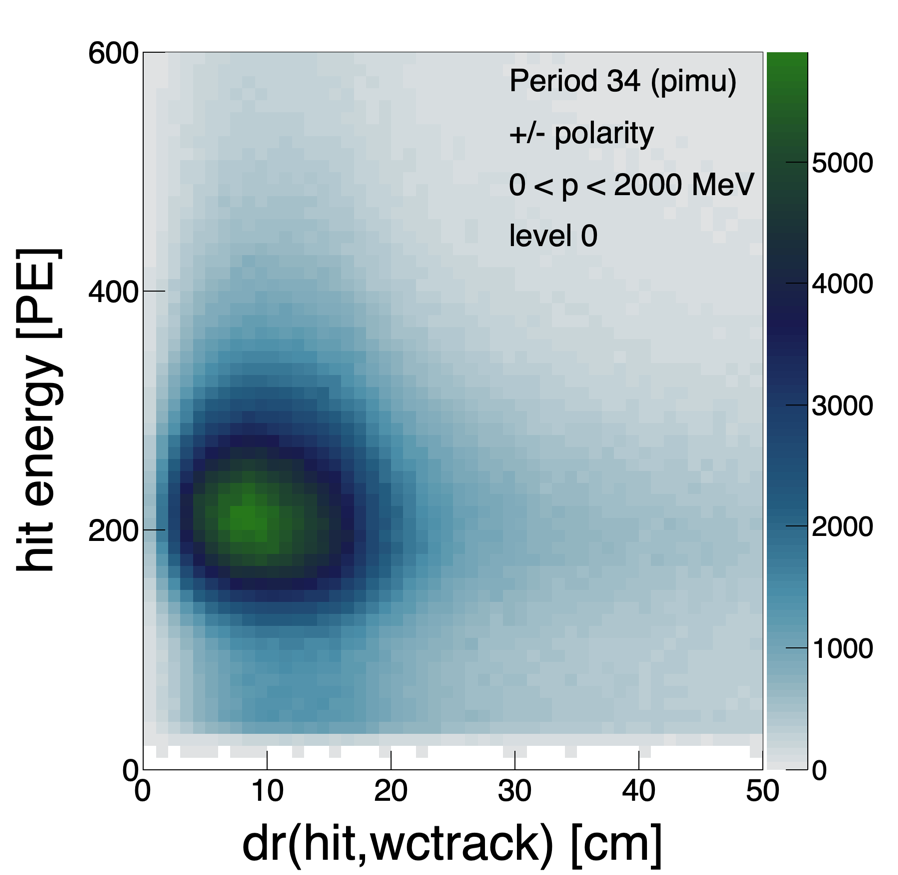 600
Period 34 (pimu)
+/- polarity
5000
0 < p < 2000 MeV
level 0
hit energy [PE]
400
4000
3000
200
2000
1000
0
0
0
10
20
30
40
50
dr(hit,wctrack) [cm]